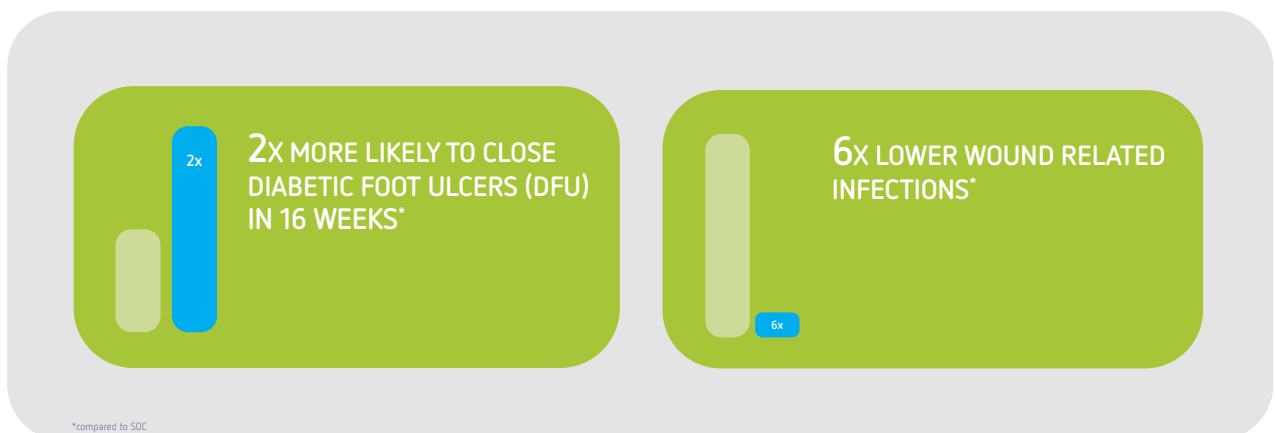 2x
2X MORE LIKELY TO CLOSE
DIABETIC FOOT ULCERS (DFU)
IN 16 WEEKS*
6X LOWER WOUND RELATED
INFECTIONS*
6x
*compared to SOC